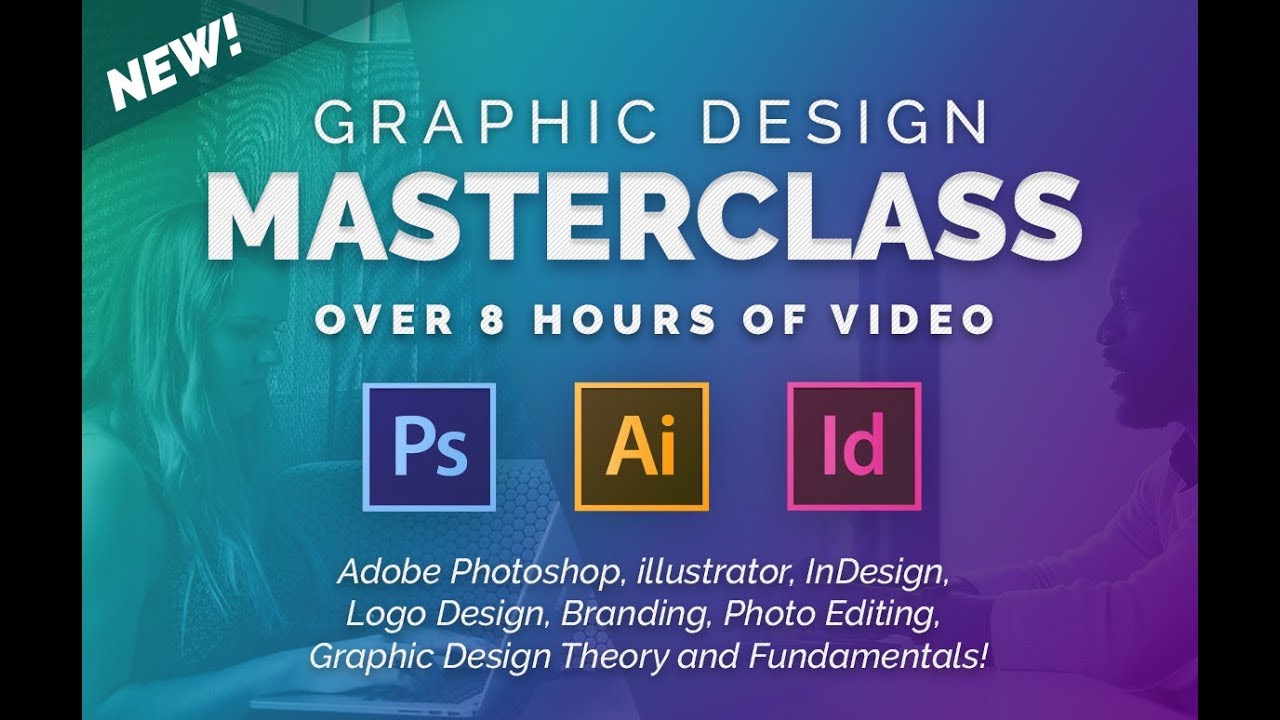 NEW!
GRAPHIC DESIGN
MASTERCLASS
OVER 8 HOURS OF VIDEO
Ps Ai Id
Adobe Photoshop, illustrator, InDesign,
Logo Design, Branding, Photo Editing,
Graphic Design Theory and Fundamentals!